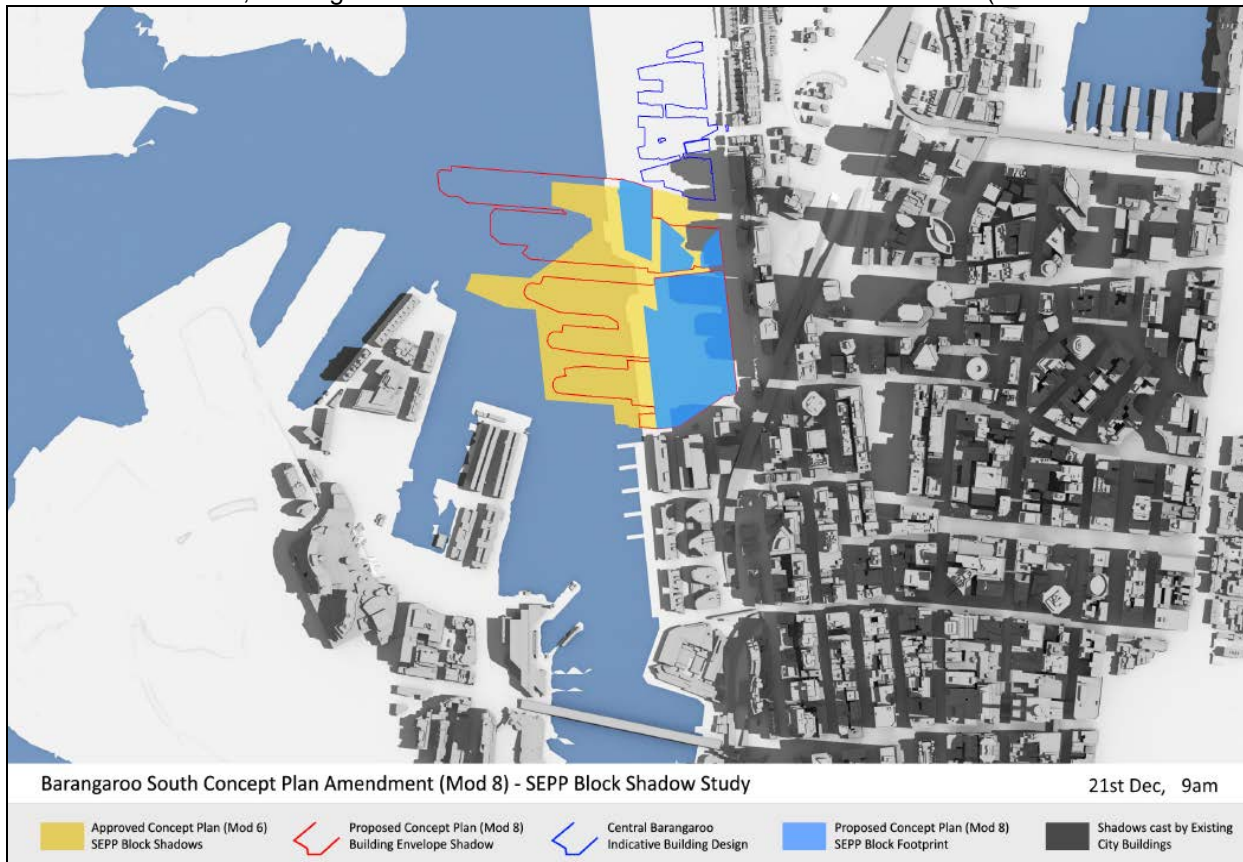 Barangaroo South Concept Plan Amendment (Mod 8) - SEPP Block Shadow Study
21st Dec, 9am
Approved Concept Plan (Mod 6)
SEPP Block Shadows
Proposed Concept Plan (Mod 8)
Building Envelope Shadow
Central Barangaroo
Indicative Building Design
Proposed Concept Plan (Mod 8)
SEPP Block Footprint
Shadows cast by Existing
City Buildings